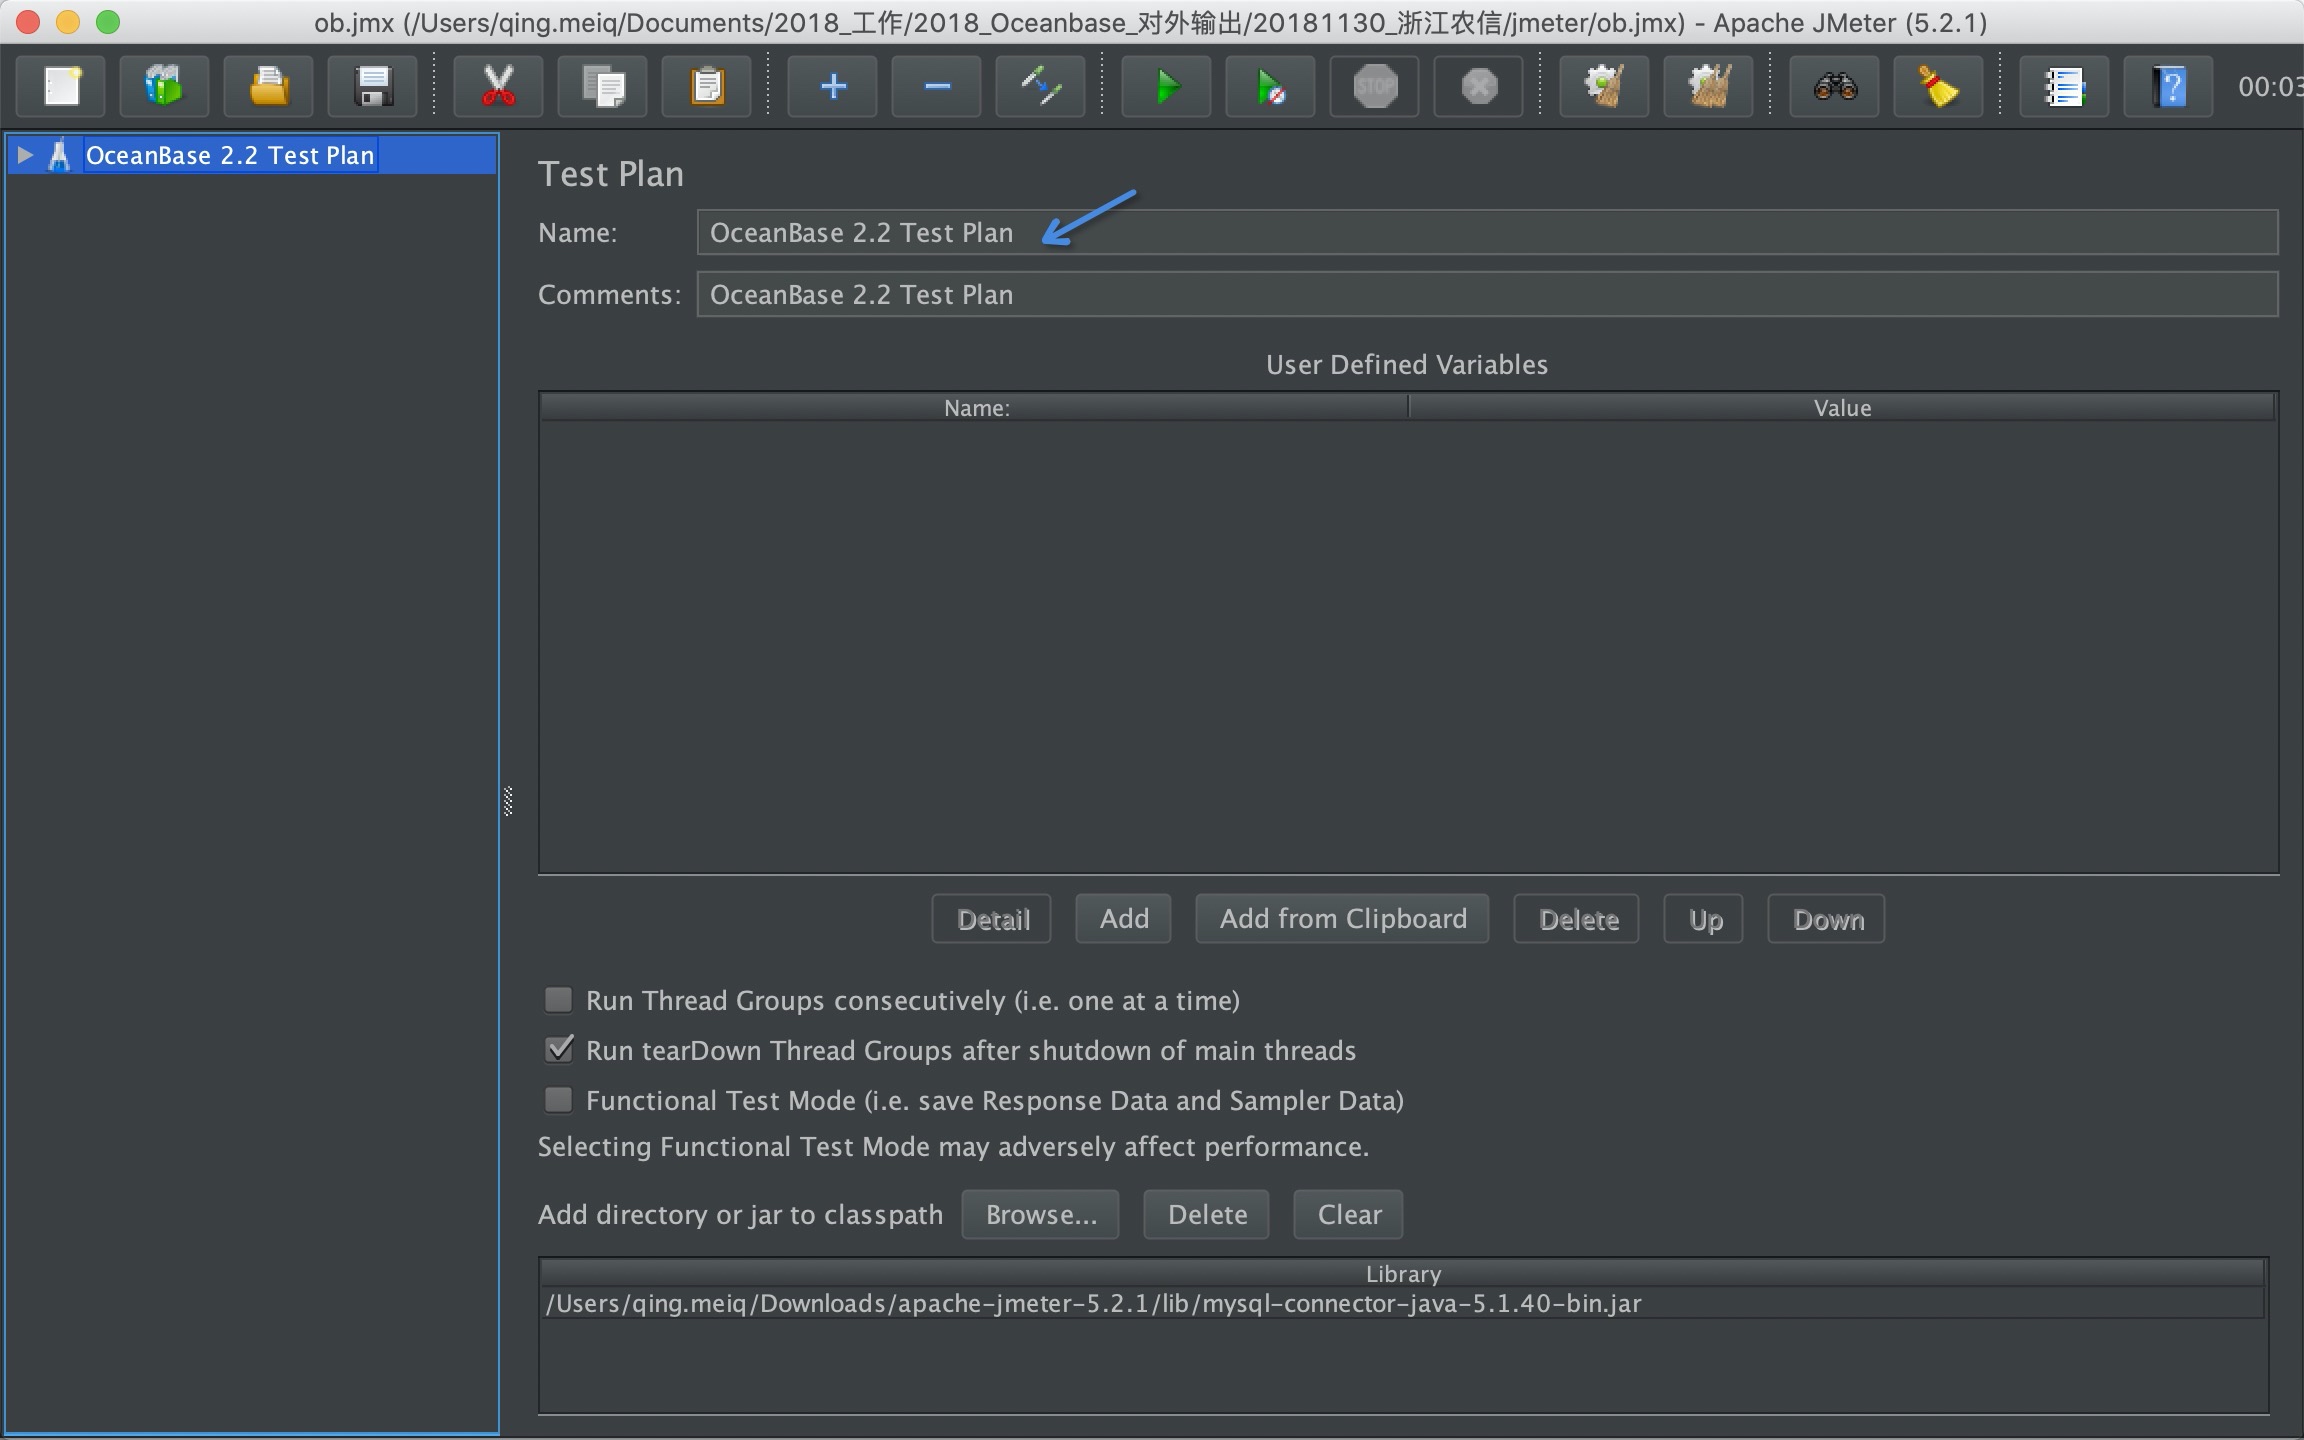 ob.jmx (/Users/qing.meiq/Documents/2018_工作/2018_Oceanbase_对外输出/20181130_浙江农信/jmeter/ob.jmx) - Apache JMeter (5.2.1)
STOP
00:03
OceanBase 2.2 Test Plan
Test Plan
Name: OceanBase 2.2 Test Plan
Comments: OceanBase 2.2 Test Plan
User Defined Variables
Name: Value
Detail Add Add from Clipboard Delete Up Down
Run Thread Groups consecutively (i.e. one at a time)
Run tearDown Thread Groups after shutdown of main threads
Functional Test Mode (i.e. save Response Data and Sampler Data)
Selecting Functional Test Mode may adversely affect performance.
Add directory or jar to classpath Browse... Delete Clear
Library
/Users/qing.meiq/Downloads/apache-jmeter-5.2.1/lib/mysql-connector-java-5.1.40-bin.jar